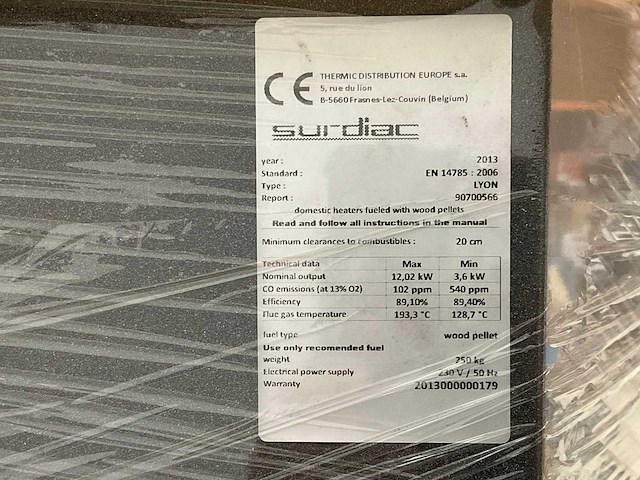 CE THERMIC DISTRIBUTION EUROPE s.a.
5, rue du lion
B-5660 Frasnes-Lez-Couvin (Belgium)
surdiac
year : 2013
Standard : EN 14785 : 2006
Type : LYON
Report : 90700566
domestic heaters fueled with wood pellets
Read and follow all instructions in the manual
Minimum clearances to combustibles : 20 cm
Technical data Max Min
Nominal output 12,02 kW 3,6 kW
CO emissions (at 13% O2) 102 ppm 540 ppm
Efficiency 89,10% 89,40%
Flue gas temperature 193,3 °C 128,7 °C
fuel type wood pellet
Use only recomended fuel
weight 250 kg
Electrical power supply 230 V / 50 Hz
Warranty 2013000000179